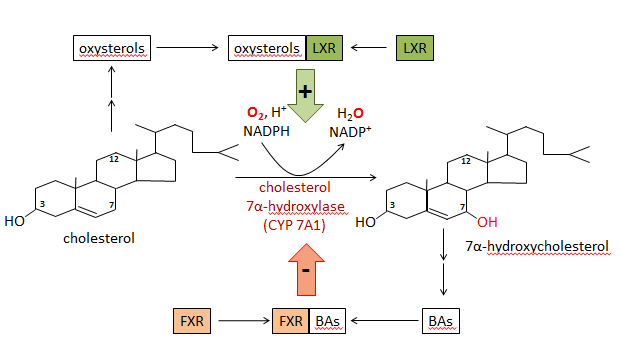 oxysterols
oxysterols LXR
LXR
+
O₂, H⁺
NADPH
H₂O
NADP⁺
12
3
7
HO
cholesterol
cholesterol
7α-hydroxylase
(CYP 7A1)
12
3
7
HO
OH
7α-hydroxycholesterol
-
FXR
FXR BAs
BAs